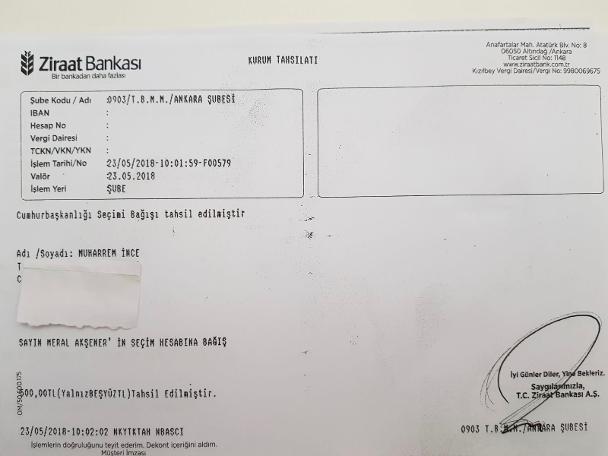 Ziraat Bankası
Bir bankadan daha fazlası
KURUM TAHSILATI
Anafartalar Mah. Atatürk Blv. No: 8
06050 Altındağ/Ankara
Ticaret Sicil No: 1148
www.ziraatbank.com.tr
Kızılbey Vergi Dairesi/Vergi No: 9980069675
Şube Kodu / Adı :0903/T.B.M.M./ANKARA ŞUBESİ
IBAN :
Hesap No :
Vergi Dairesi :
TCKN/VKN/YKN :
İşlem Tarihi/No :23/05/2018-10:01:59-F00579
Valör :23.05.2018
İşlem Yeri :ŞUBE
Cumhurbaşkanlığı Seçimi Bağışı tahsil edilmiştir
Adı /Soyadı: MUHARREM İNCE
T
C
SAYIN MERAL AKŞENER' İN SEÇİM HESABINA BAĞIŞ
500,00TL(YalnızBEŞYÜZTL)Tahsil Edilmiştir.
İyi Günler Diler, Yine Bekleriz.
Saygılarımızla,
T.C. Ziraat Bankası A.Ş.
23/05/2018-10:02:02 NKYTKTAH NBASCI
0903 T.B.M.M./ANKARA ŞUBESİ
İşlemlerin doğruluğunu teyit ederim. Dekont içeriğini aldım.
Müşteri İmzası